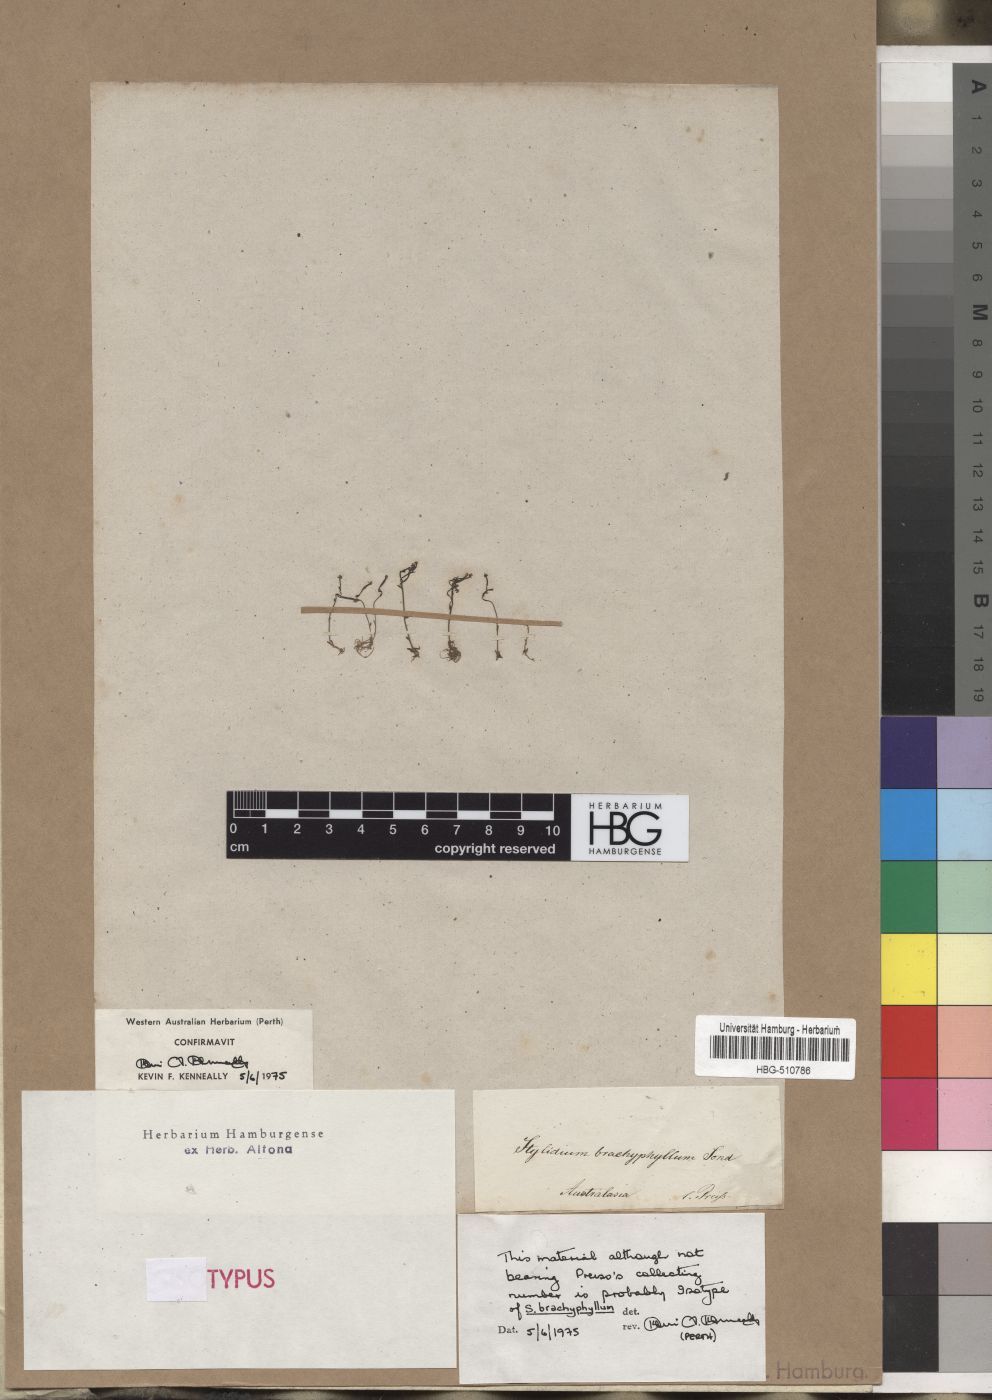 A
1
2
3
4
5
6
M
8
9
10
11
12
13
14
15
B
17
18
19
0 1 2 3 4 5 6 7 8 9 10
cm
copyright reserved
HERBARIUM
HBG
HAMBURGENSE
Western Australian Herbarium (Perth)
CONFIRMAVIT
KEVIN F. KENNEALLY 5/6/1975
Universität Hamburg - Herbarium
HBG-510786
Herbarium Hamburgense
ex Herb. Altona
TYPUS
Stylidium brachyphyllum Sond
Australasia Preiss
This material although not
bearing Preiss's collecting
number is probably Isotype
of S. brachyphyllum det.
Dat. 5/6/1975 rev.
(PERTH)
Hamburg.